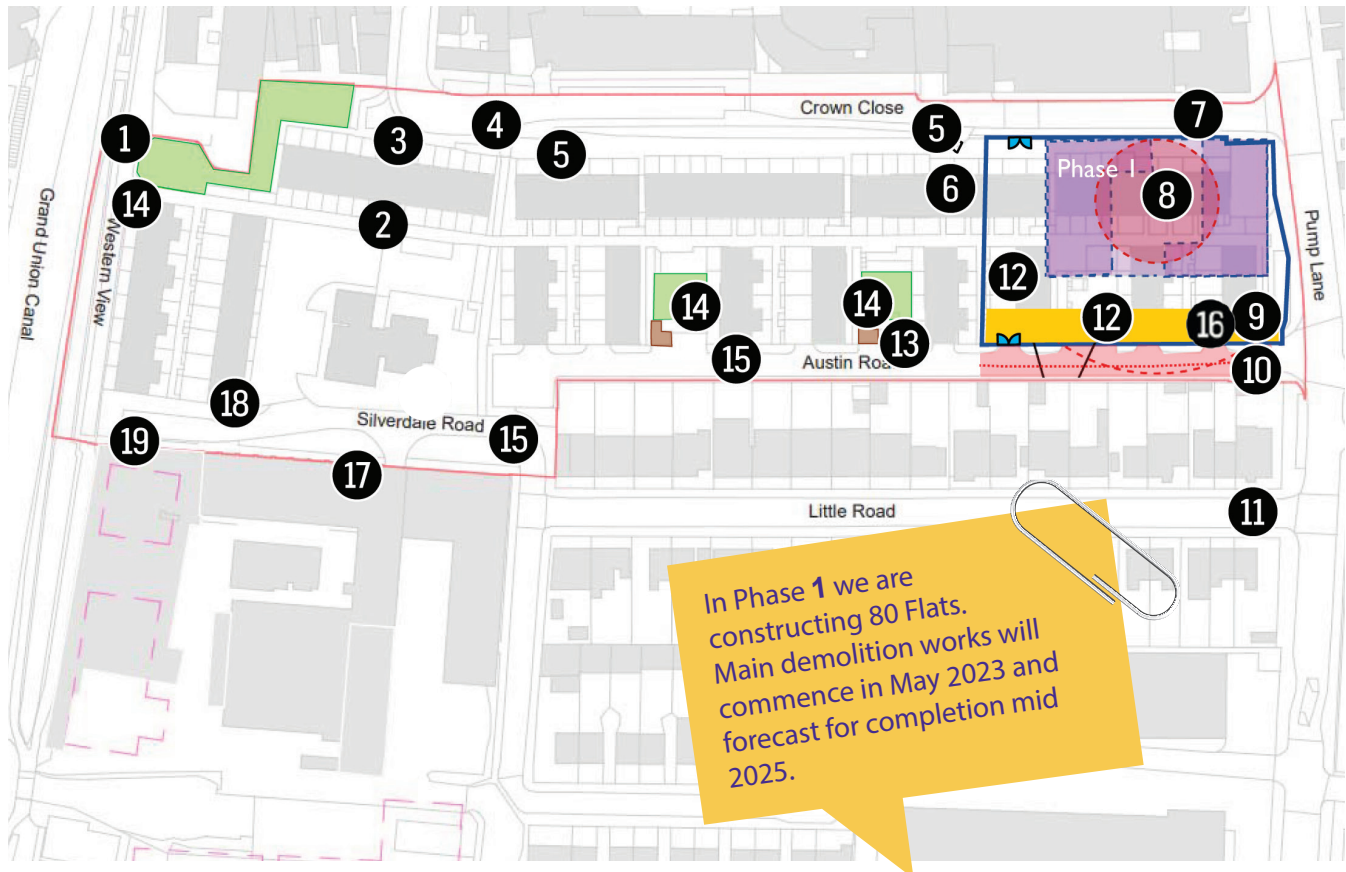 Crown Close
7
1
3
4
5
5
Phase 1
6
8
Pump Lane
14
2
Grand Union Canal
Western View
12
14
14
12
16
9
13
15
Austin Roa
10
18
Silverdale Road
15
19
17
Little Road
11
In Phase 1 we are
constructing 80 Flats.
Main demolition works will
commence in May 2023 and
forecast for completion mid
2025.